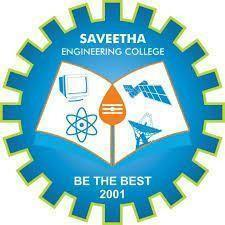 SAVEETHA
ENGINEERING COLLEGE
BE THE BEST
2001